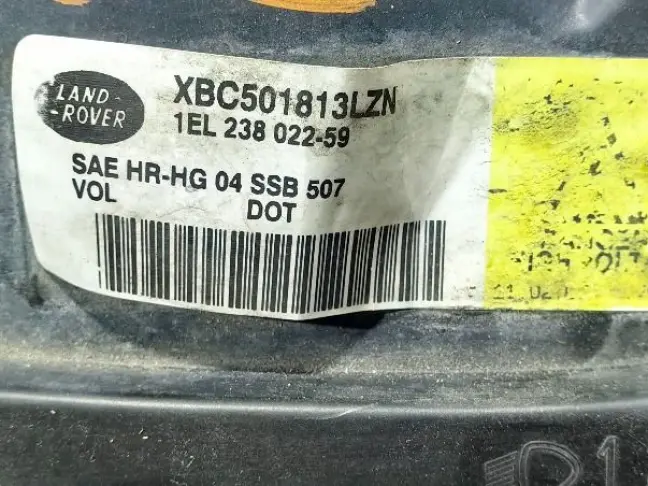 LAND-
-ROVER
XBC501813LZN
1EL 238 022-59
SAE HR-HG 04 SSB 507
VOL DOT